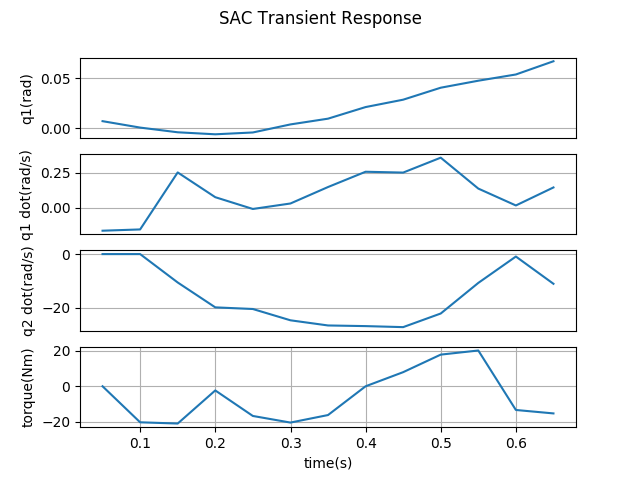 SAC Transient Response
q1(rad)
0.05
0.00
q1 dot(rad/s)
0.25
0.00
q2 dot(rad/s)
0
−20
torque(Nm)
20
0
−20
0.1 0.2 0.3 0.4 0.5 0.6
time(s)